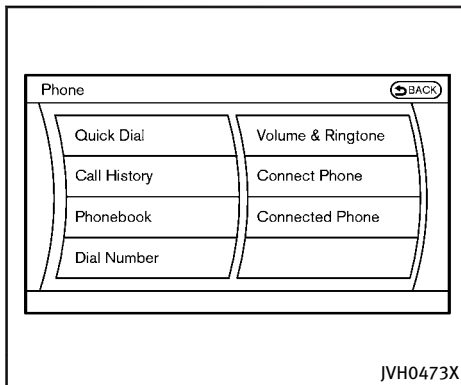 Phone
BACK
Quick Dial
Call History
Phonebook
Dial Number
Volume & Ringtone
Connect Phone
Connected Phone
JVH0473X